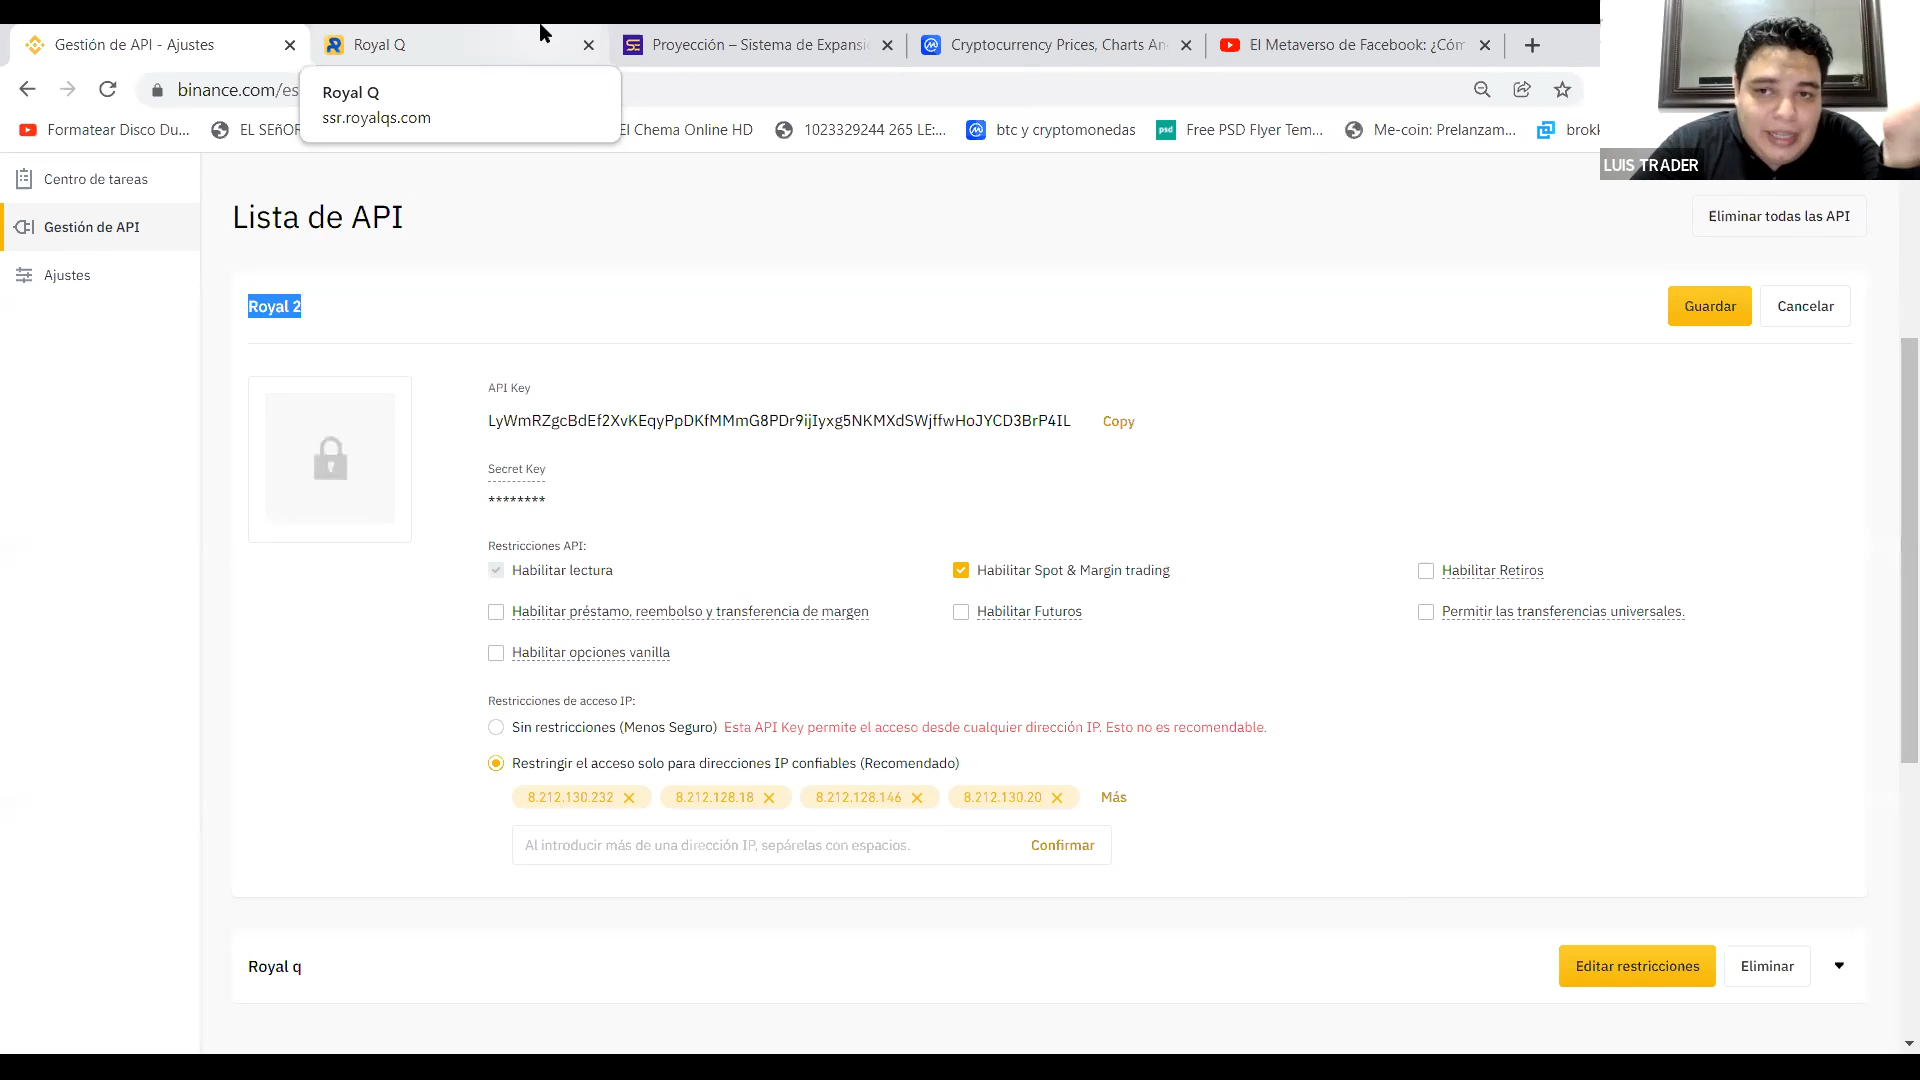 Gestión de API - Ajustes
Royal Q
Proyección – Sistema de Expansi
Cryptocurrency Prices, Charts An
El Metaverso de Facebook: ¿Cóm
binance.com/es
Royal Q
ssr.royalqs.com
Formatear Disco Du...
EL SEÑOR
El Chema Online HD
1023329244 265 LE:...
btc y cryptomonedas
psd
Free PSD Flyer Tem...
Me-coin: Prelanzam...
brokk
LUIS TRADER
Centro de tareas
Gestión de API
Ajustes
Lista de API
Eliminar todas las API
Royal 2
Guardar
Cancelar
API Key
LyWmRZgcBdEf2XvKEqyPpDKfMMmG8PDr9ijIyxg5NKMXdSWjffwHoJYCD3BrP4IL
Copy
Secret Key
********
Restricciones API:
Habilitar lectura
Habilitar Spot & Margin trading
Habilitar Retiros
Habilitar préstamo, reembolso y transferencia de margen
Habilitar Futuros
Permitir las transferencias universales.
Habilitar opciones vanilla
Restricciones de acceso IP:
Sin restricciones (Menos Seguro) Esta API Key permite el acceso desde cualquier dirección IP. Esto no es recomendable.
Restringir el acceso solo para direcciones IP confiables (Recomendado)
8.212.130.232
8.212.128.18
8.212.128.146
8.212.130.20
Más
Al introducir más de una dirección IP, sepárelas con espacios.
Confirmar
Royal q
Editar restricciones
Eliminar